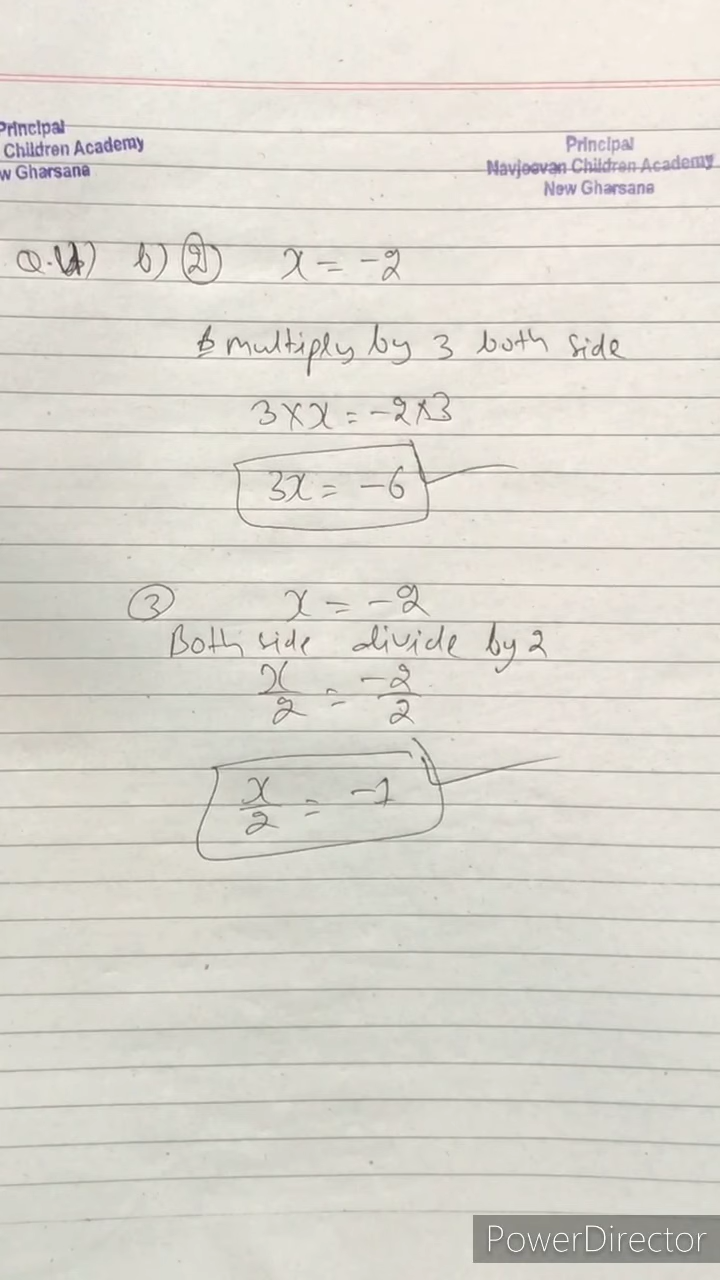 Principal
Children Academy
w Gharsana
Principal
Navjeevan Children Academy
New Gharsana
Q.4) b) (2) x = -2
multiply by 3 both side
3×x = -2×3
3x = -6
(3) x = -2
Both side divide by 2
x/2 = -2/2
x/2 = -1
PowerDirector